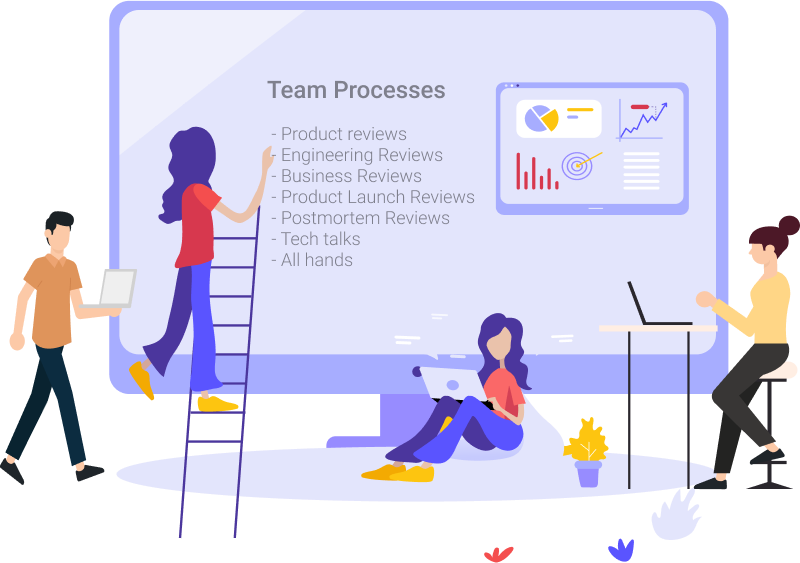 Team Processes
- Product reviews
- Engineering Reviews
- Business Reviews
- Product Launch Reviews
- Postmortem Reviews
- Tech talks
- All hands